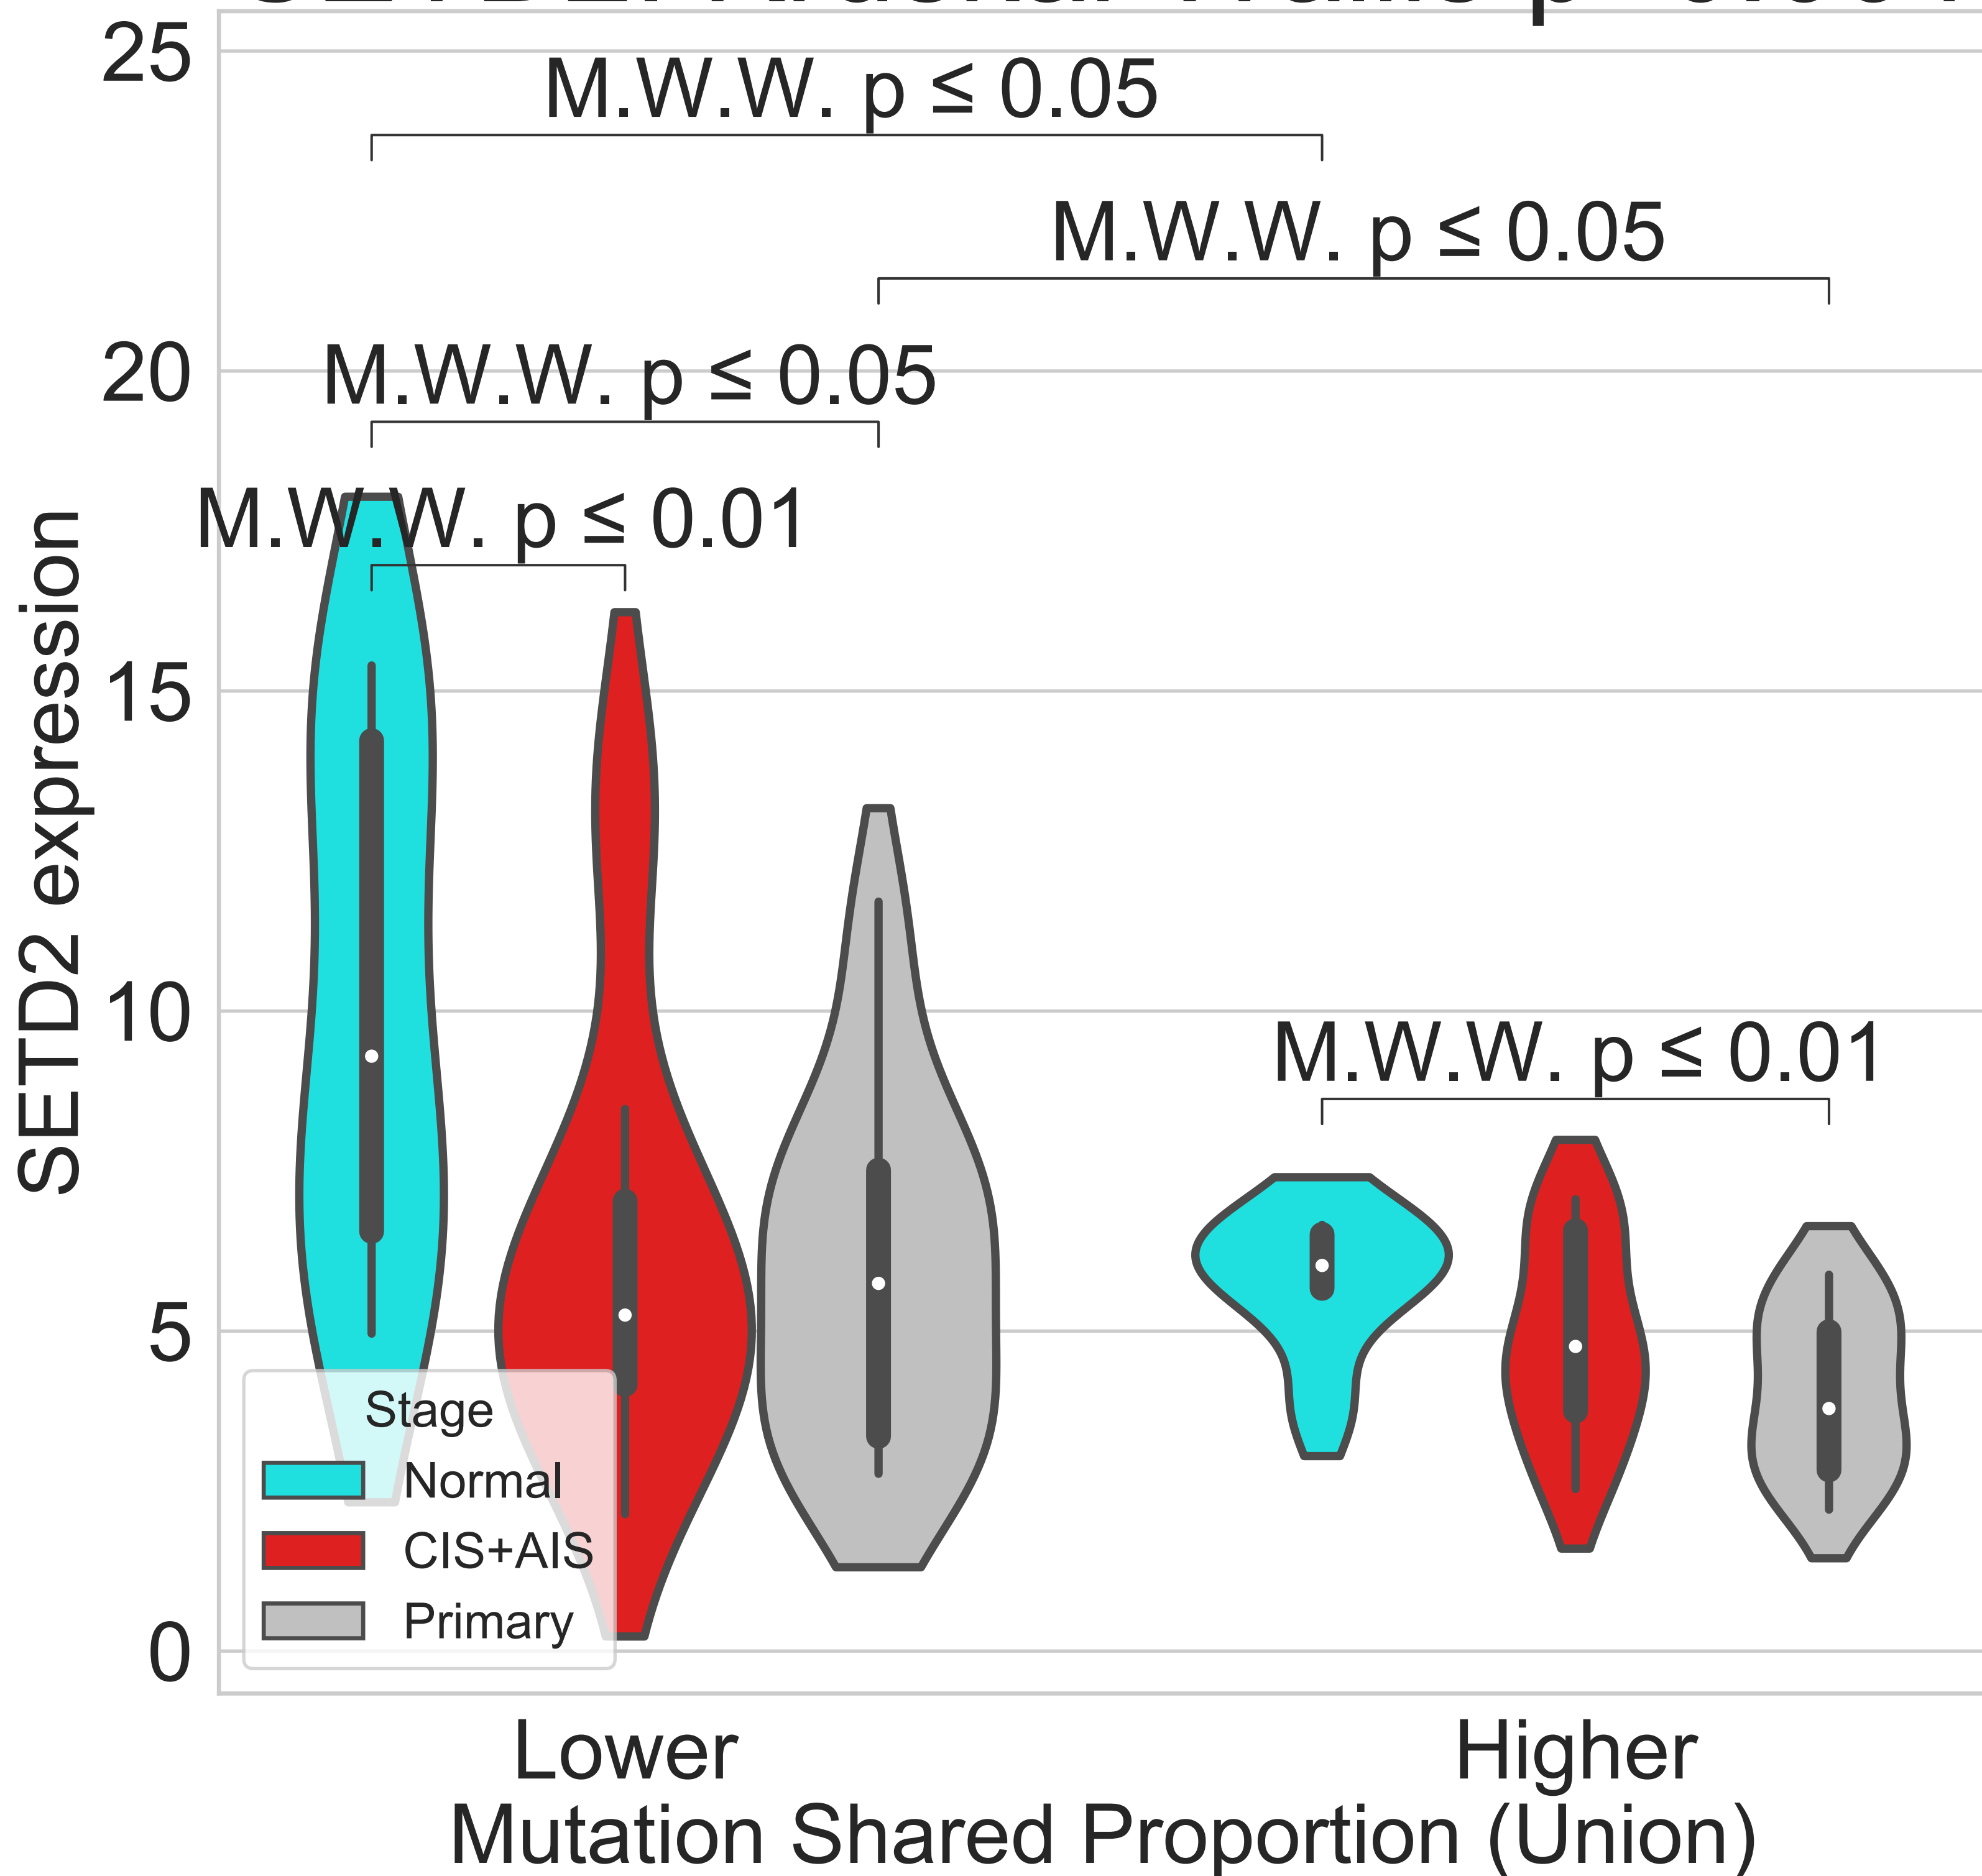 25
M.W.W. p ≤ 0.05
M.W.W. p ≤ 0.05
20
M.W.W. p ≤ 0.05
M.W.W. p ≤ 0.01
15
SETD2 expression
10
M.W.W. p ≤ 0.01
5
Stage
Normal
CIS+AIS
Primary
0
Lower
Higher
Mutation Shared Proportion (Union)